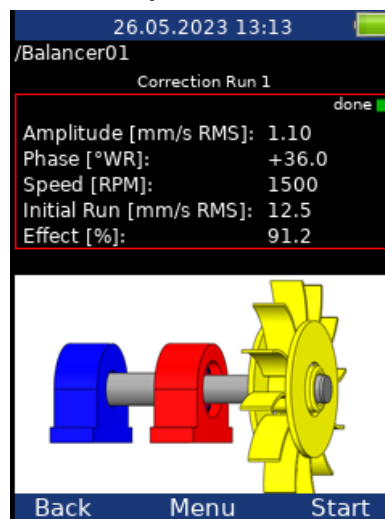 26.05.2023 13:13
/Balancer01
Correction Run 1
done
Amplitude [mm/s RMS]: 1.10
Phase [°WR]: +36.0
Speed [RPM]: 1500
Initial Run [mm/s RMS]: 12.5
Effect [%]: 91.2
Back Menu Start